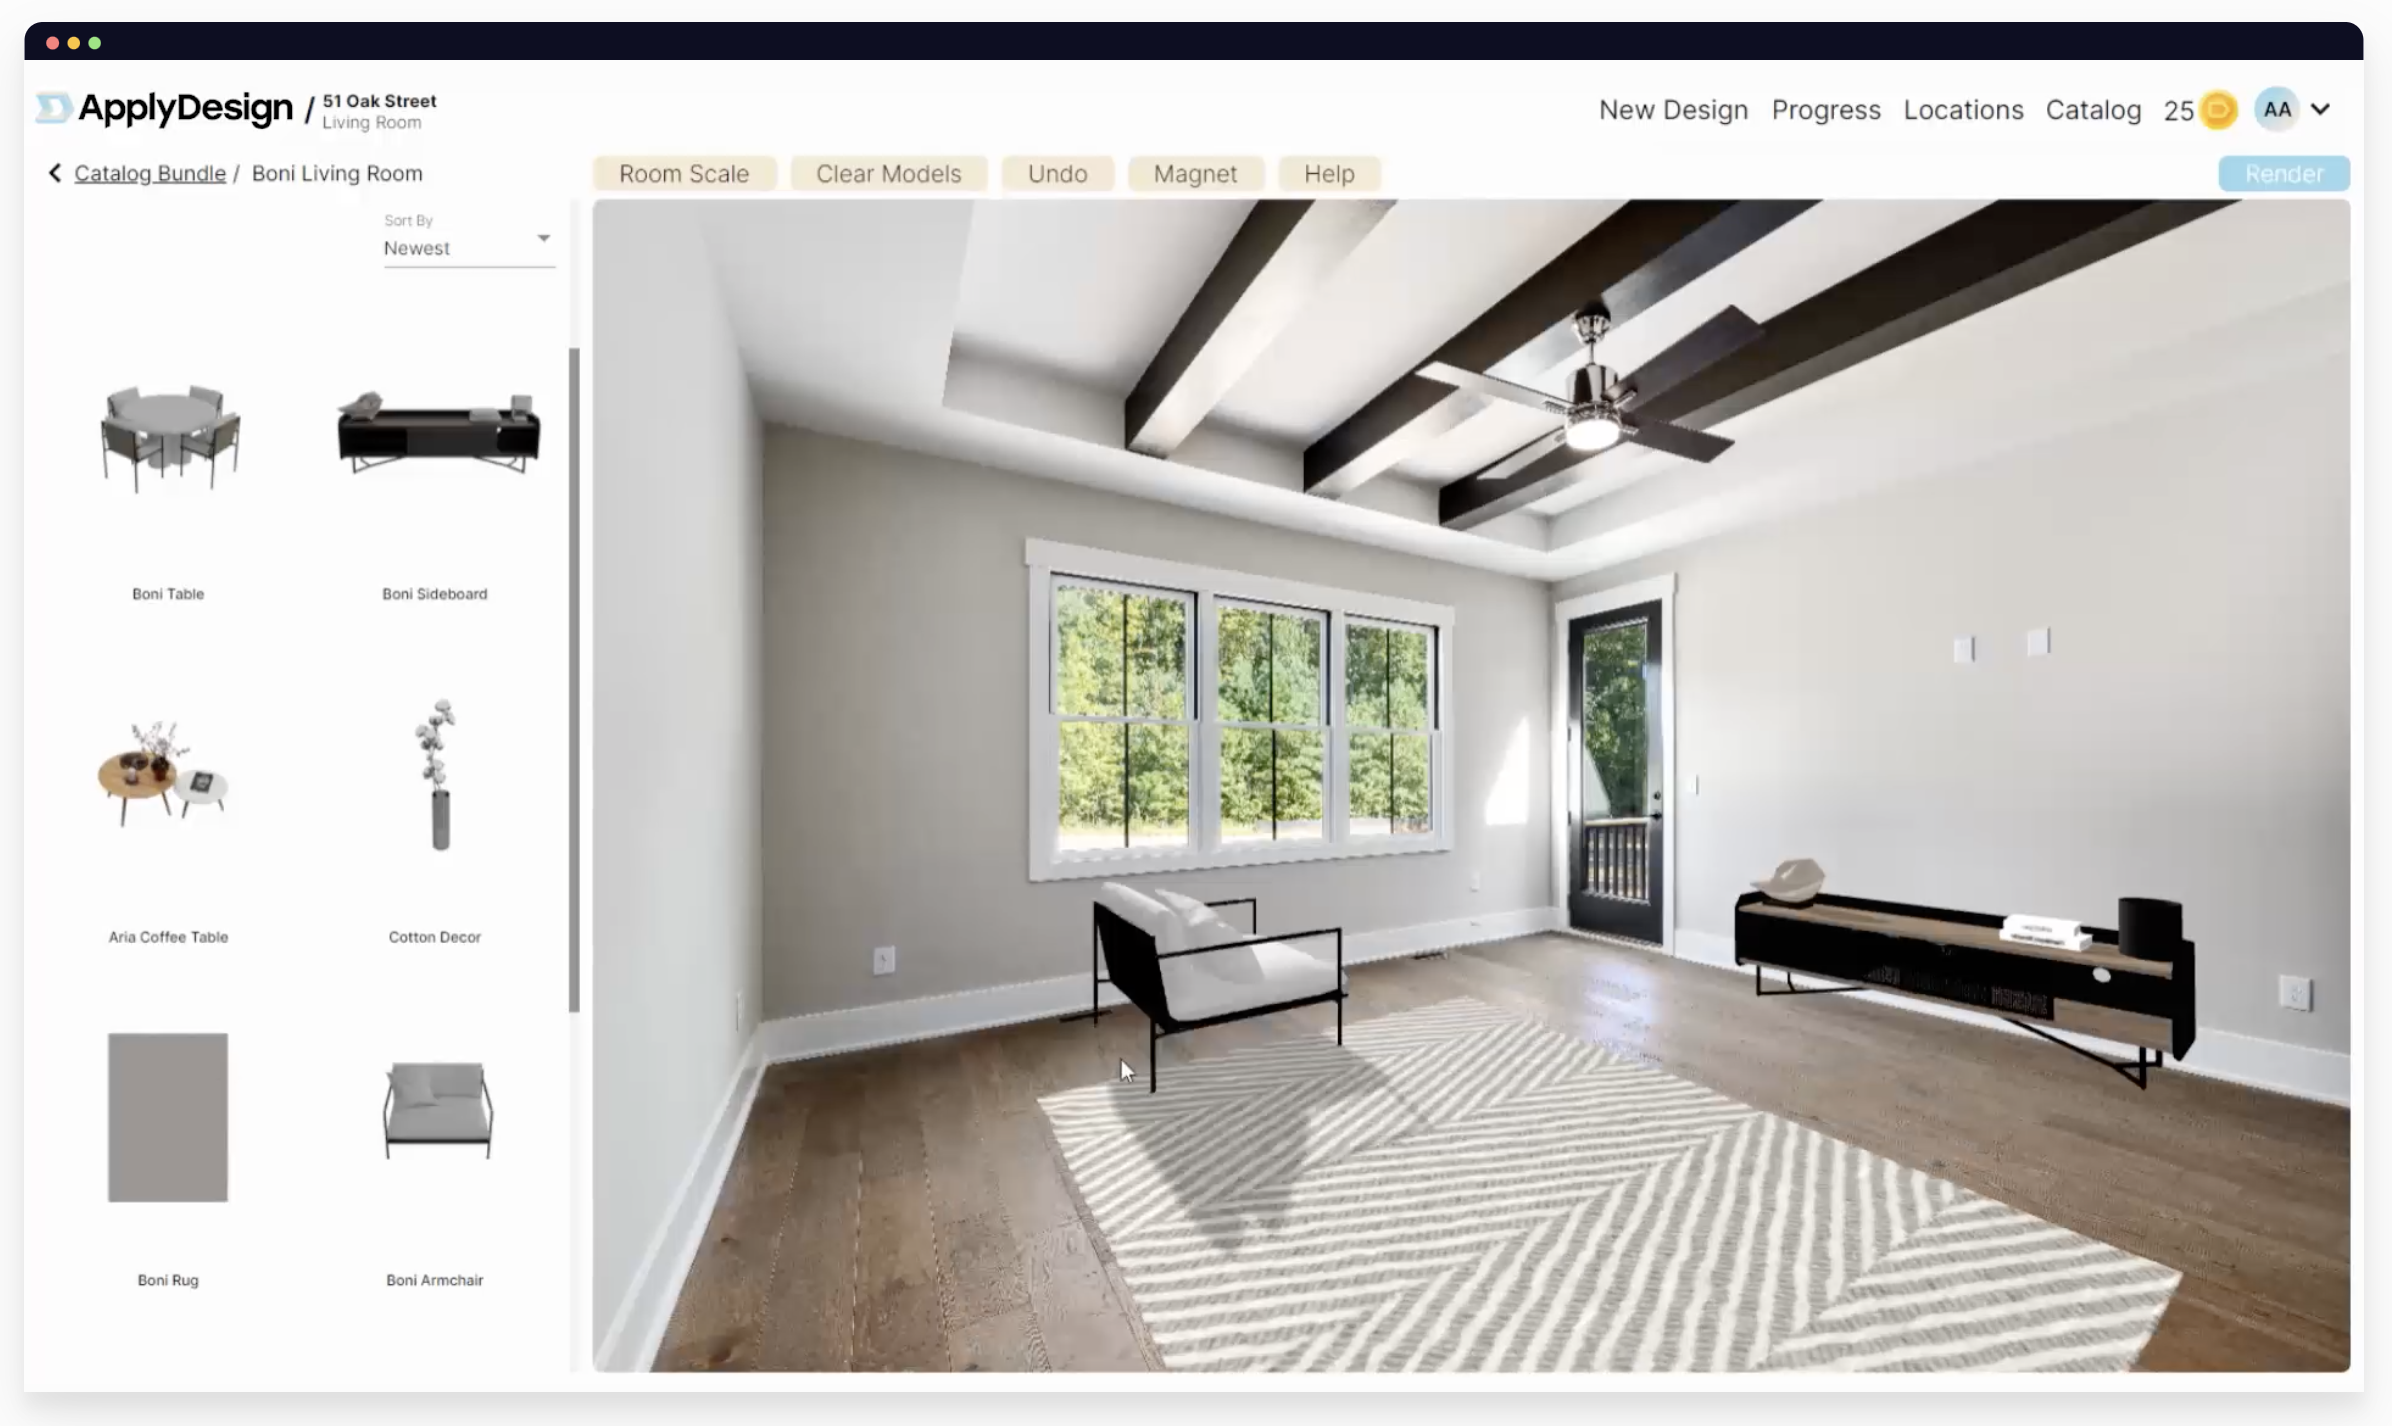 ApplyDesign / 51 Oak Street
Living Room
New Design Progress Locations Catalog 25 AA
Catalog Bundle / Boni Living Room
Room Scale Clear Models Undo Magnet Help Render
Sort By
Newest
Boni Table Boni Sideboard
Aria Coffee Table Cotton Decor
Boni Rug Boni Armchair